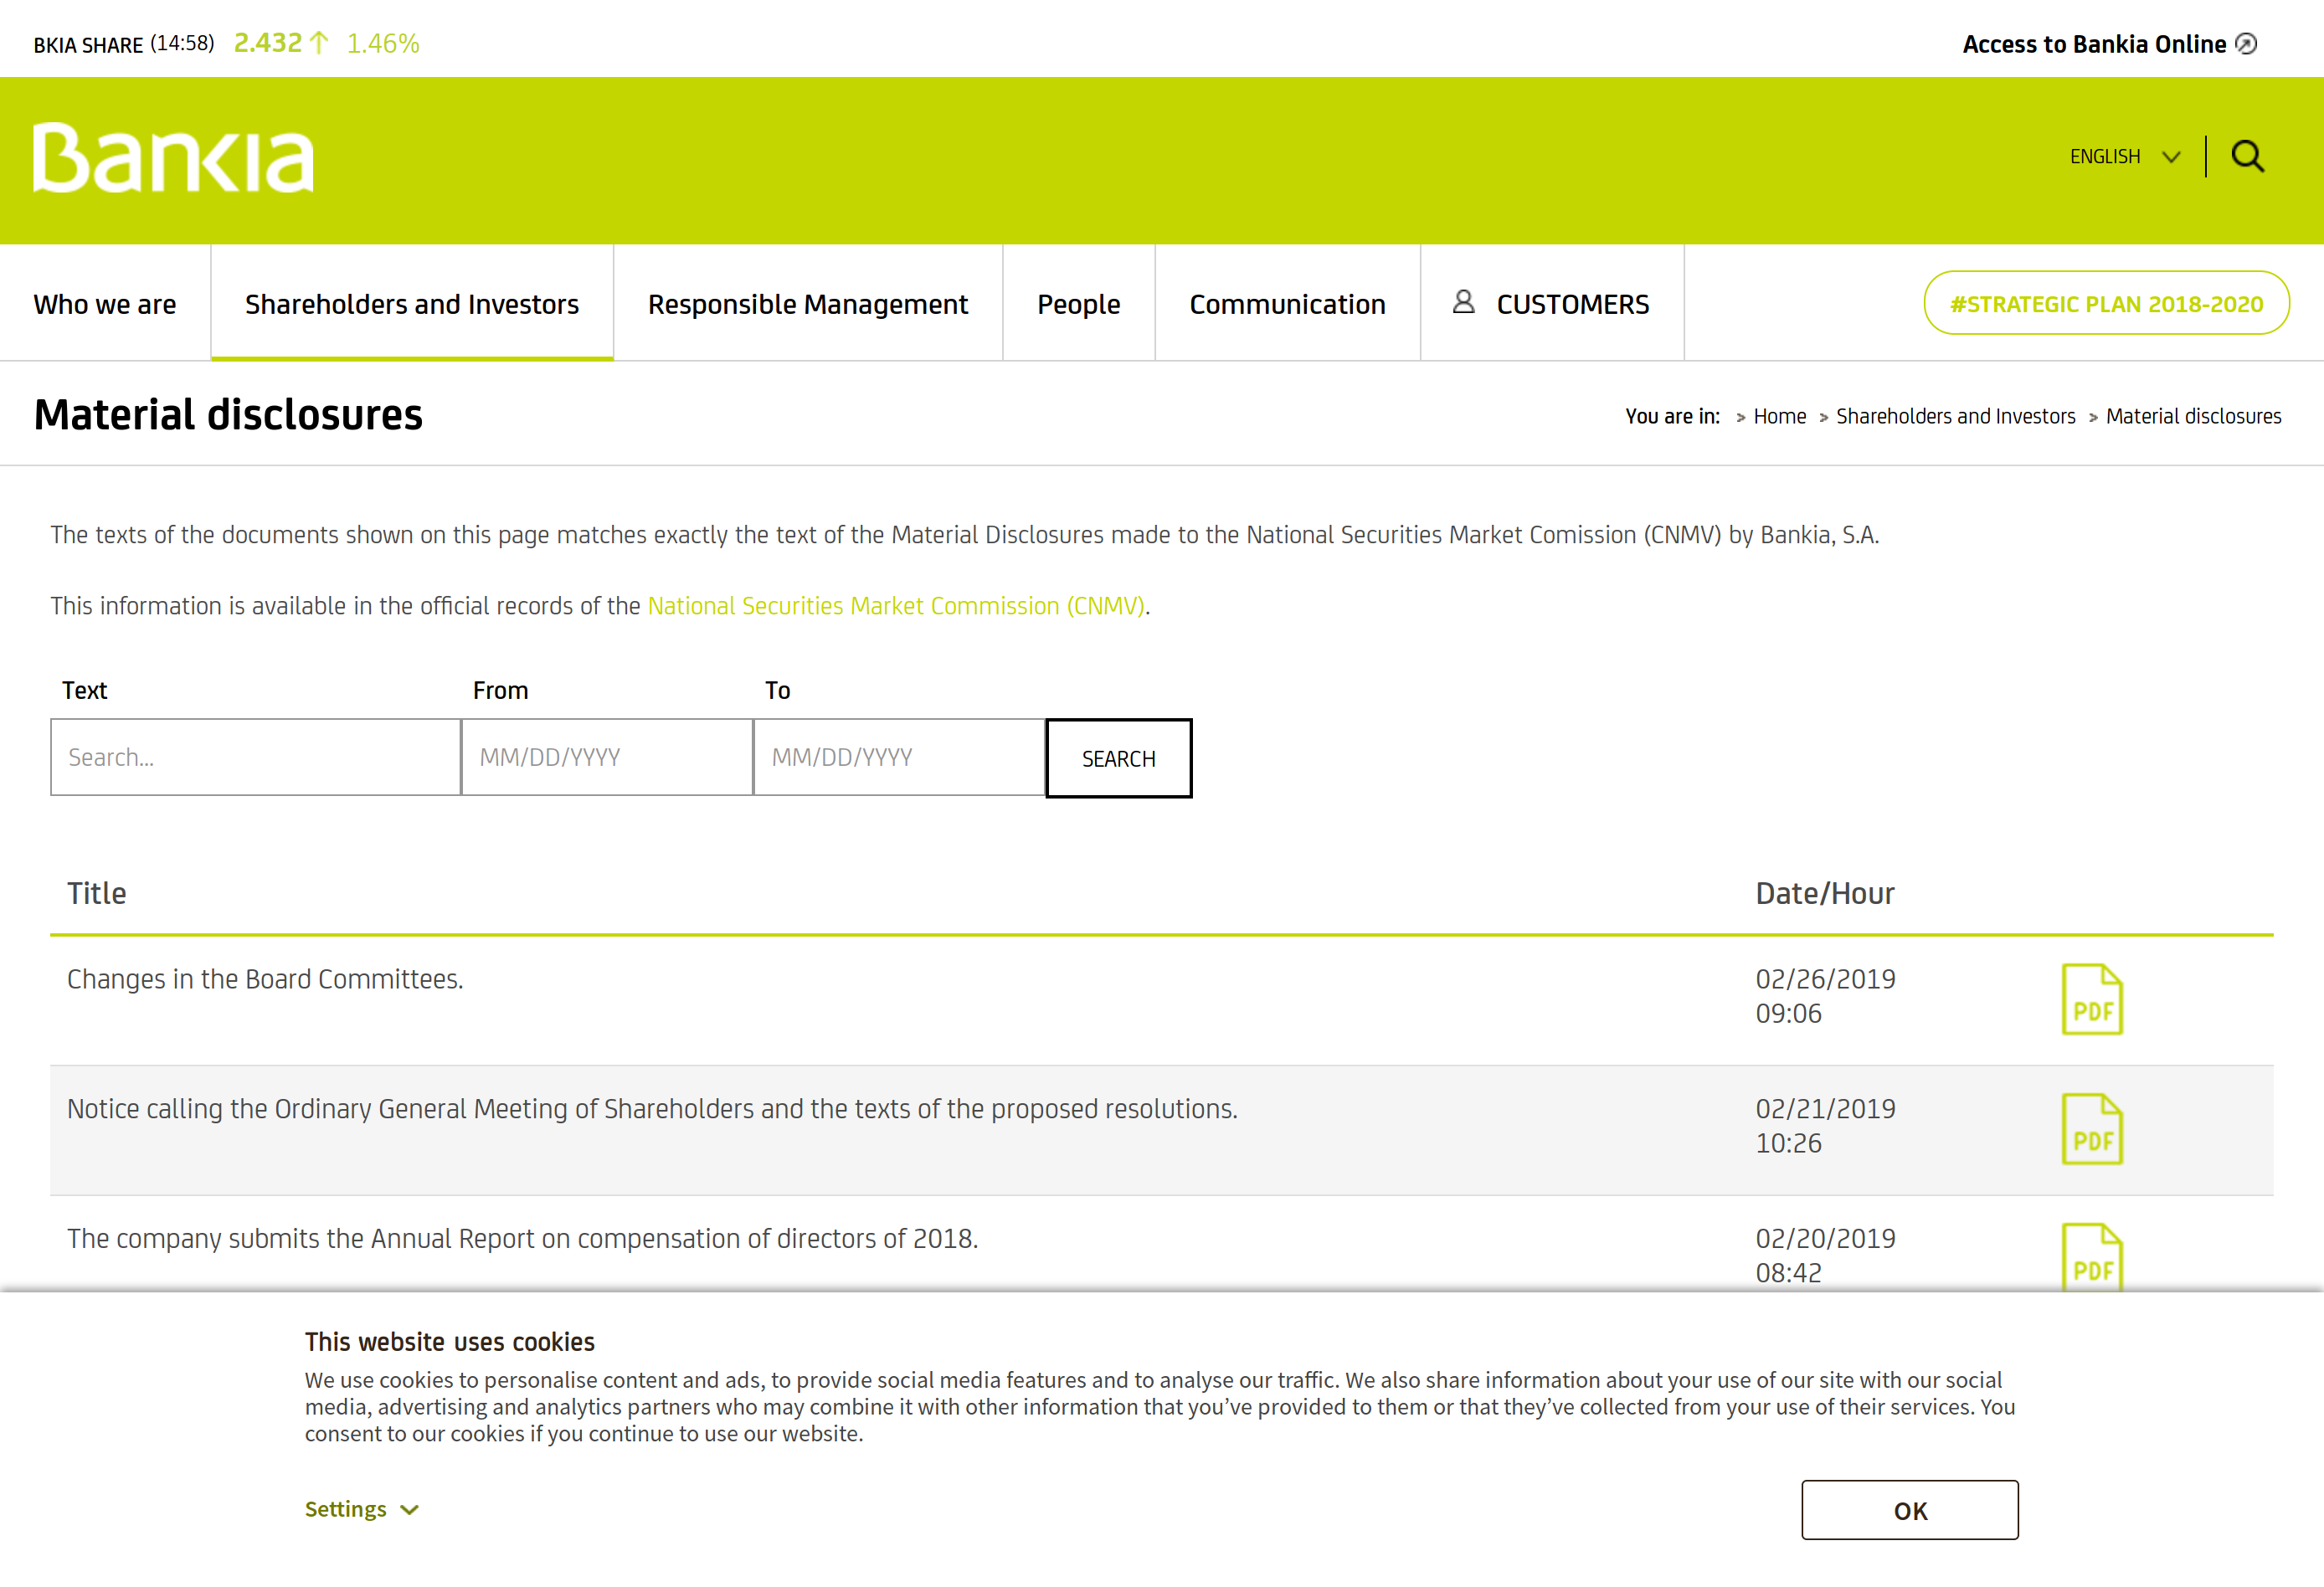 BKIA SHARE (14:58) 2.432 1.46%
Access to Bankia Online
Bankia
ENGLISH
Who we are
Shareholders and Investors
Responsible Management
People
Communication
CUSTOMERS
#STRATEGIC PLAN 2018-2020
Material disclosures
You are in: > Home > Shareholders and Investors > Material disclosures
The texts of the documents shown on this page matches exactly the text of the Material Disclosures made to the National Securities Market Comission (CNMV) by Bankia, S.A.
This information is available in the official records of the National Securities Market Commission (CNMV).
Text From To
Search... MM/DD/YYYY MM/DD/YYYY SEARCH
Title Date/Hour
Changes in the Board Committees. 02/26/2019
09:06 PDF
Notice calling the Ordinary General Meeting of Shareholders and the texts of the proposed resolutions. 02/21/2019
10:26 PDF
The company submits the Annual Report on compensation of directors of 2018. 02/20/2019
08:42 PDF
This website uses cookies
We use cookies to personalise content and ads, to provide social media features and to analyse our traffic. We also share information about your use of our site with our social
media, advertising and analytics partners who may combine it with other information that you've provided to them or that they've collected from your use of their services. You
consent to our cookies if you continue to use our website.
Settings
OK